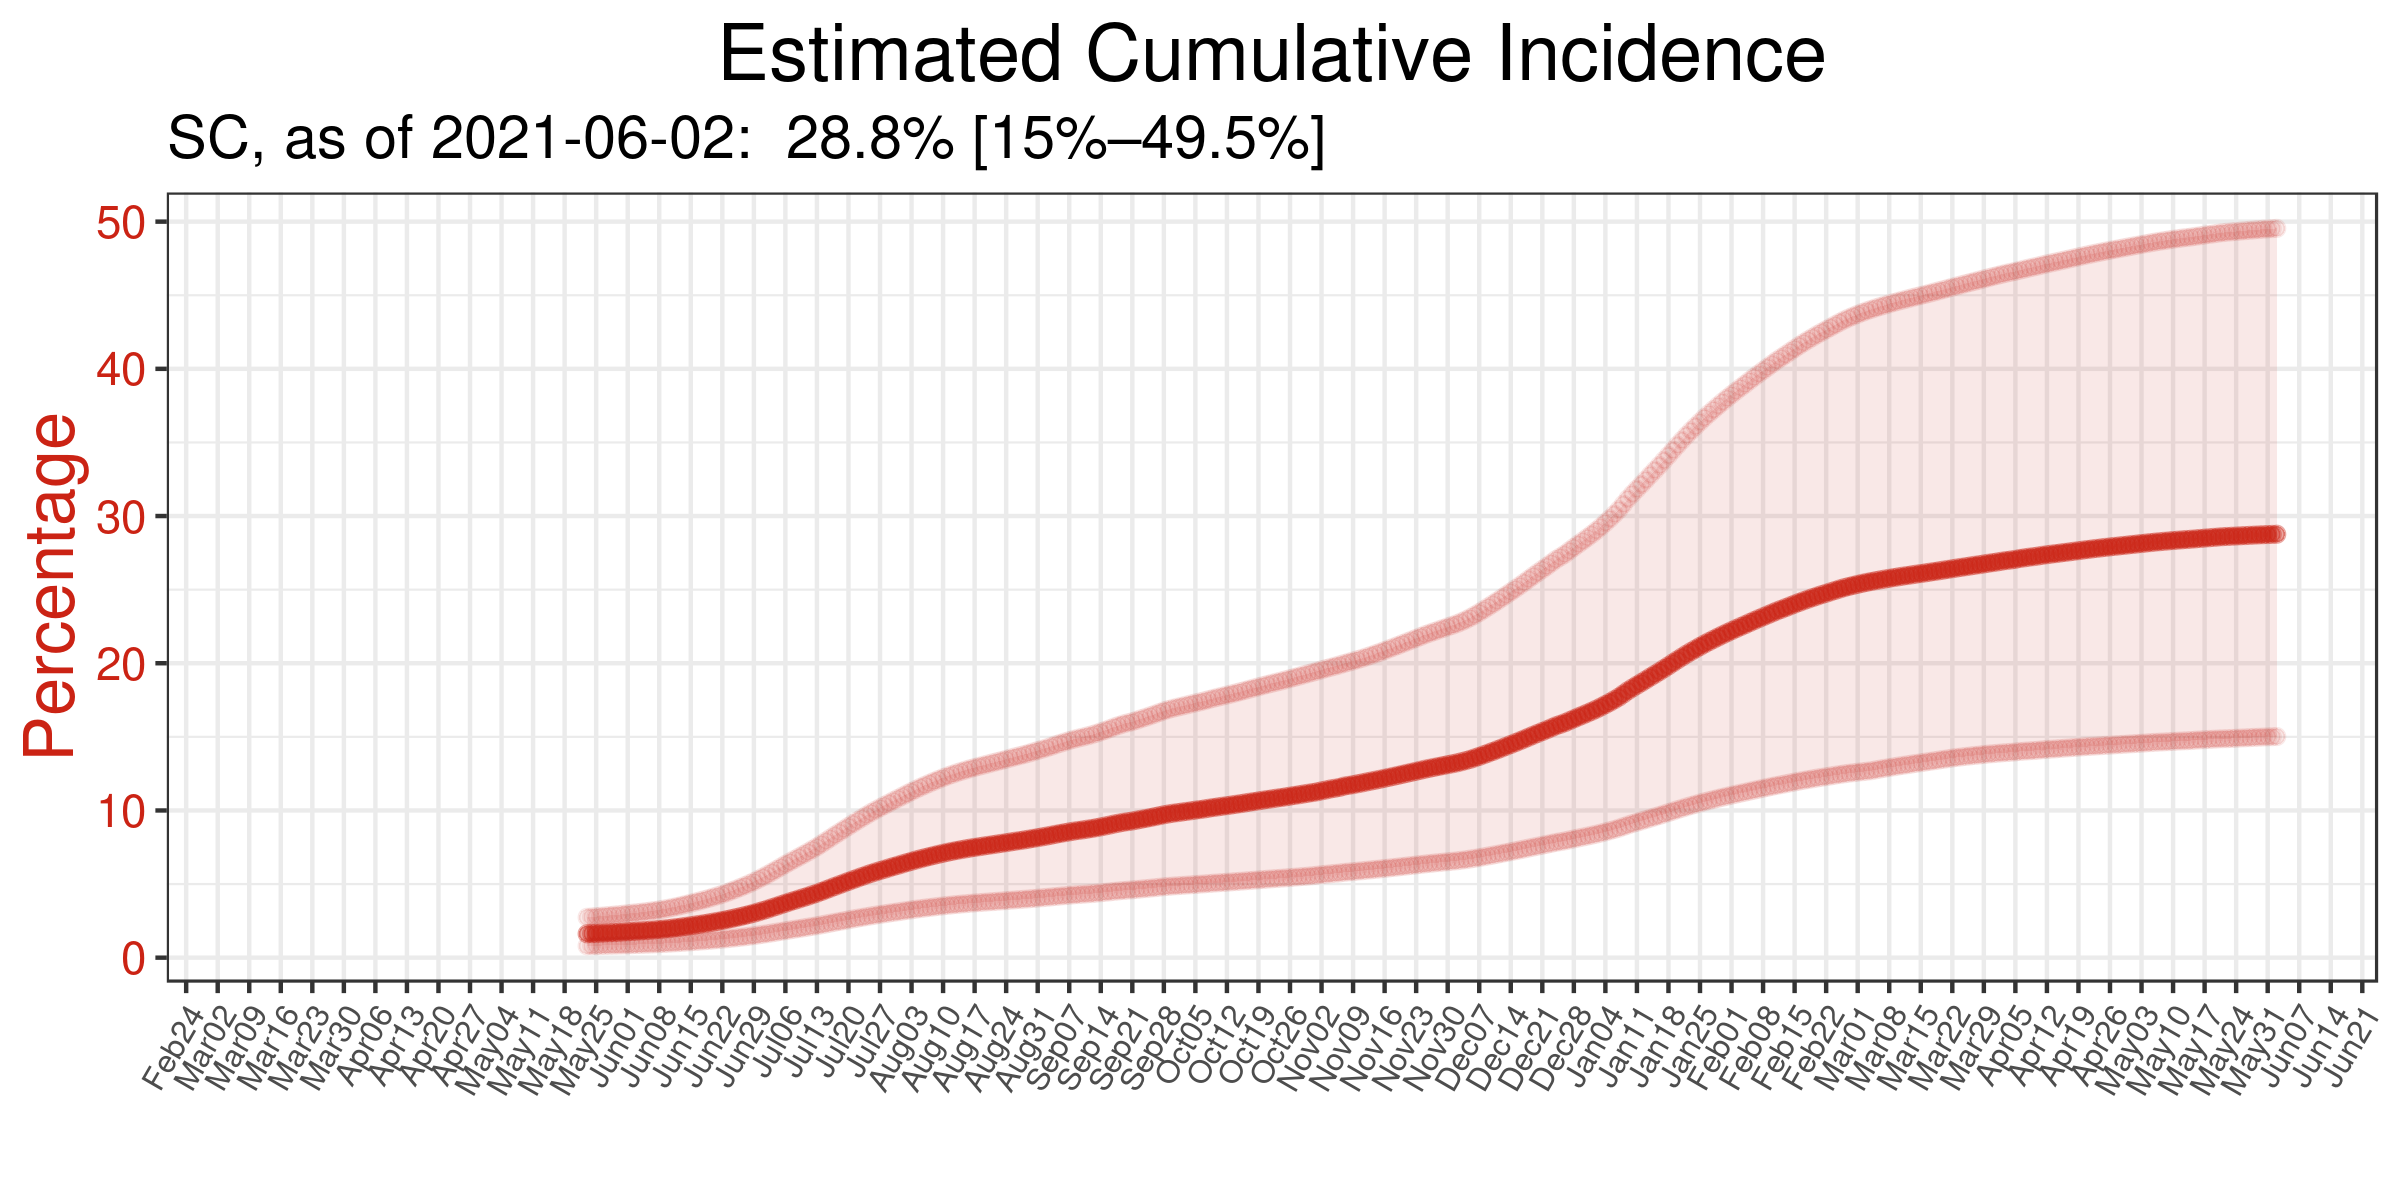 Estimated Cumulative Incidence
SC, as of 2021-06-02:  28.8% [15%–49.5%]
Percentage
50
40
30
20
10
0
Feb24
Mar02
Mar09
Mar16
Mar23
Mar30
Apr06
Apr13
Apr20
Apr27
May04
May11
May18
May25
Jun01
Jun08
Jun15
Jun22
Jun29
Jul06
Jul13
Jul20
Jul27
Aug03
Aug10
Aug17
Aug24
Aug31
Sep07
Sep14
Sep21
Sep28
Oct05
Oct12
Oct19
Oct26
Nov02
Nov09
Nov16
Nov23
Nov30
Dec07
Dec14
Dec21
Dec28
Jan04
Jan11
Jan18
Jan25
Feb01
Feb08
Feb15
Feb22
Mar01
Mar08
Mar15
Mar22
Mar29
Apr05
Apr12
Apr19
Apr26
May03
May10
May17
May24
May31
Jun07
Jun14
Jun21